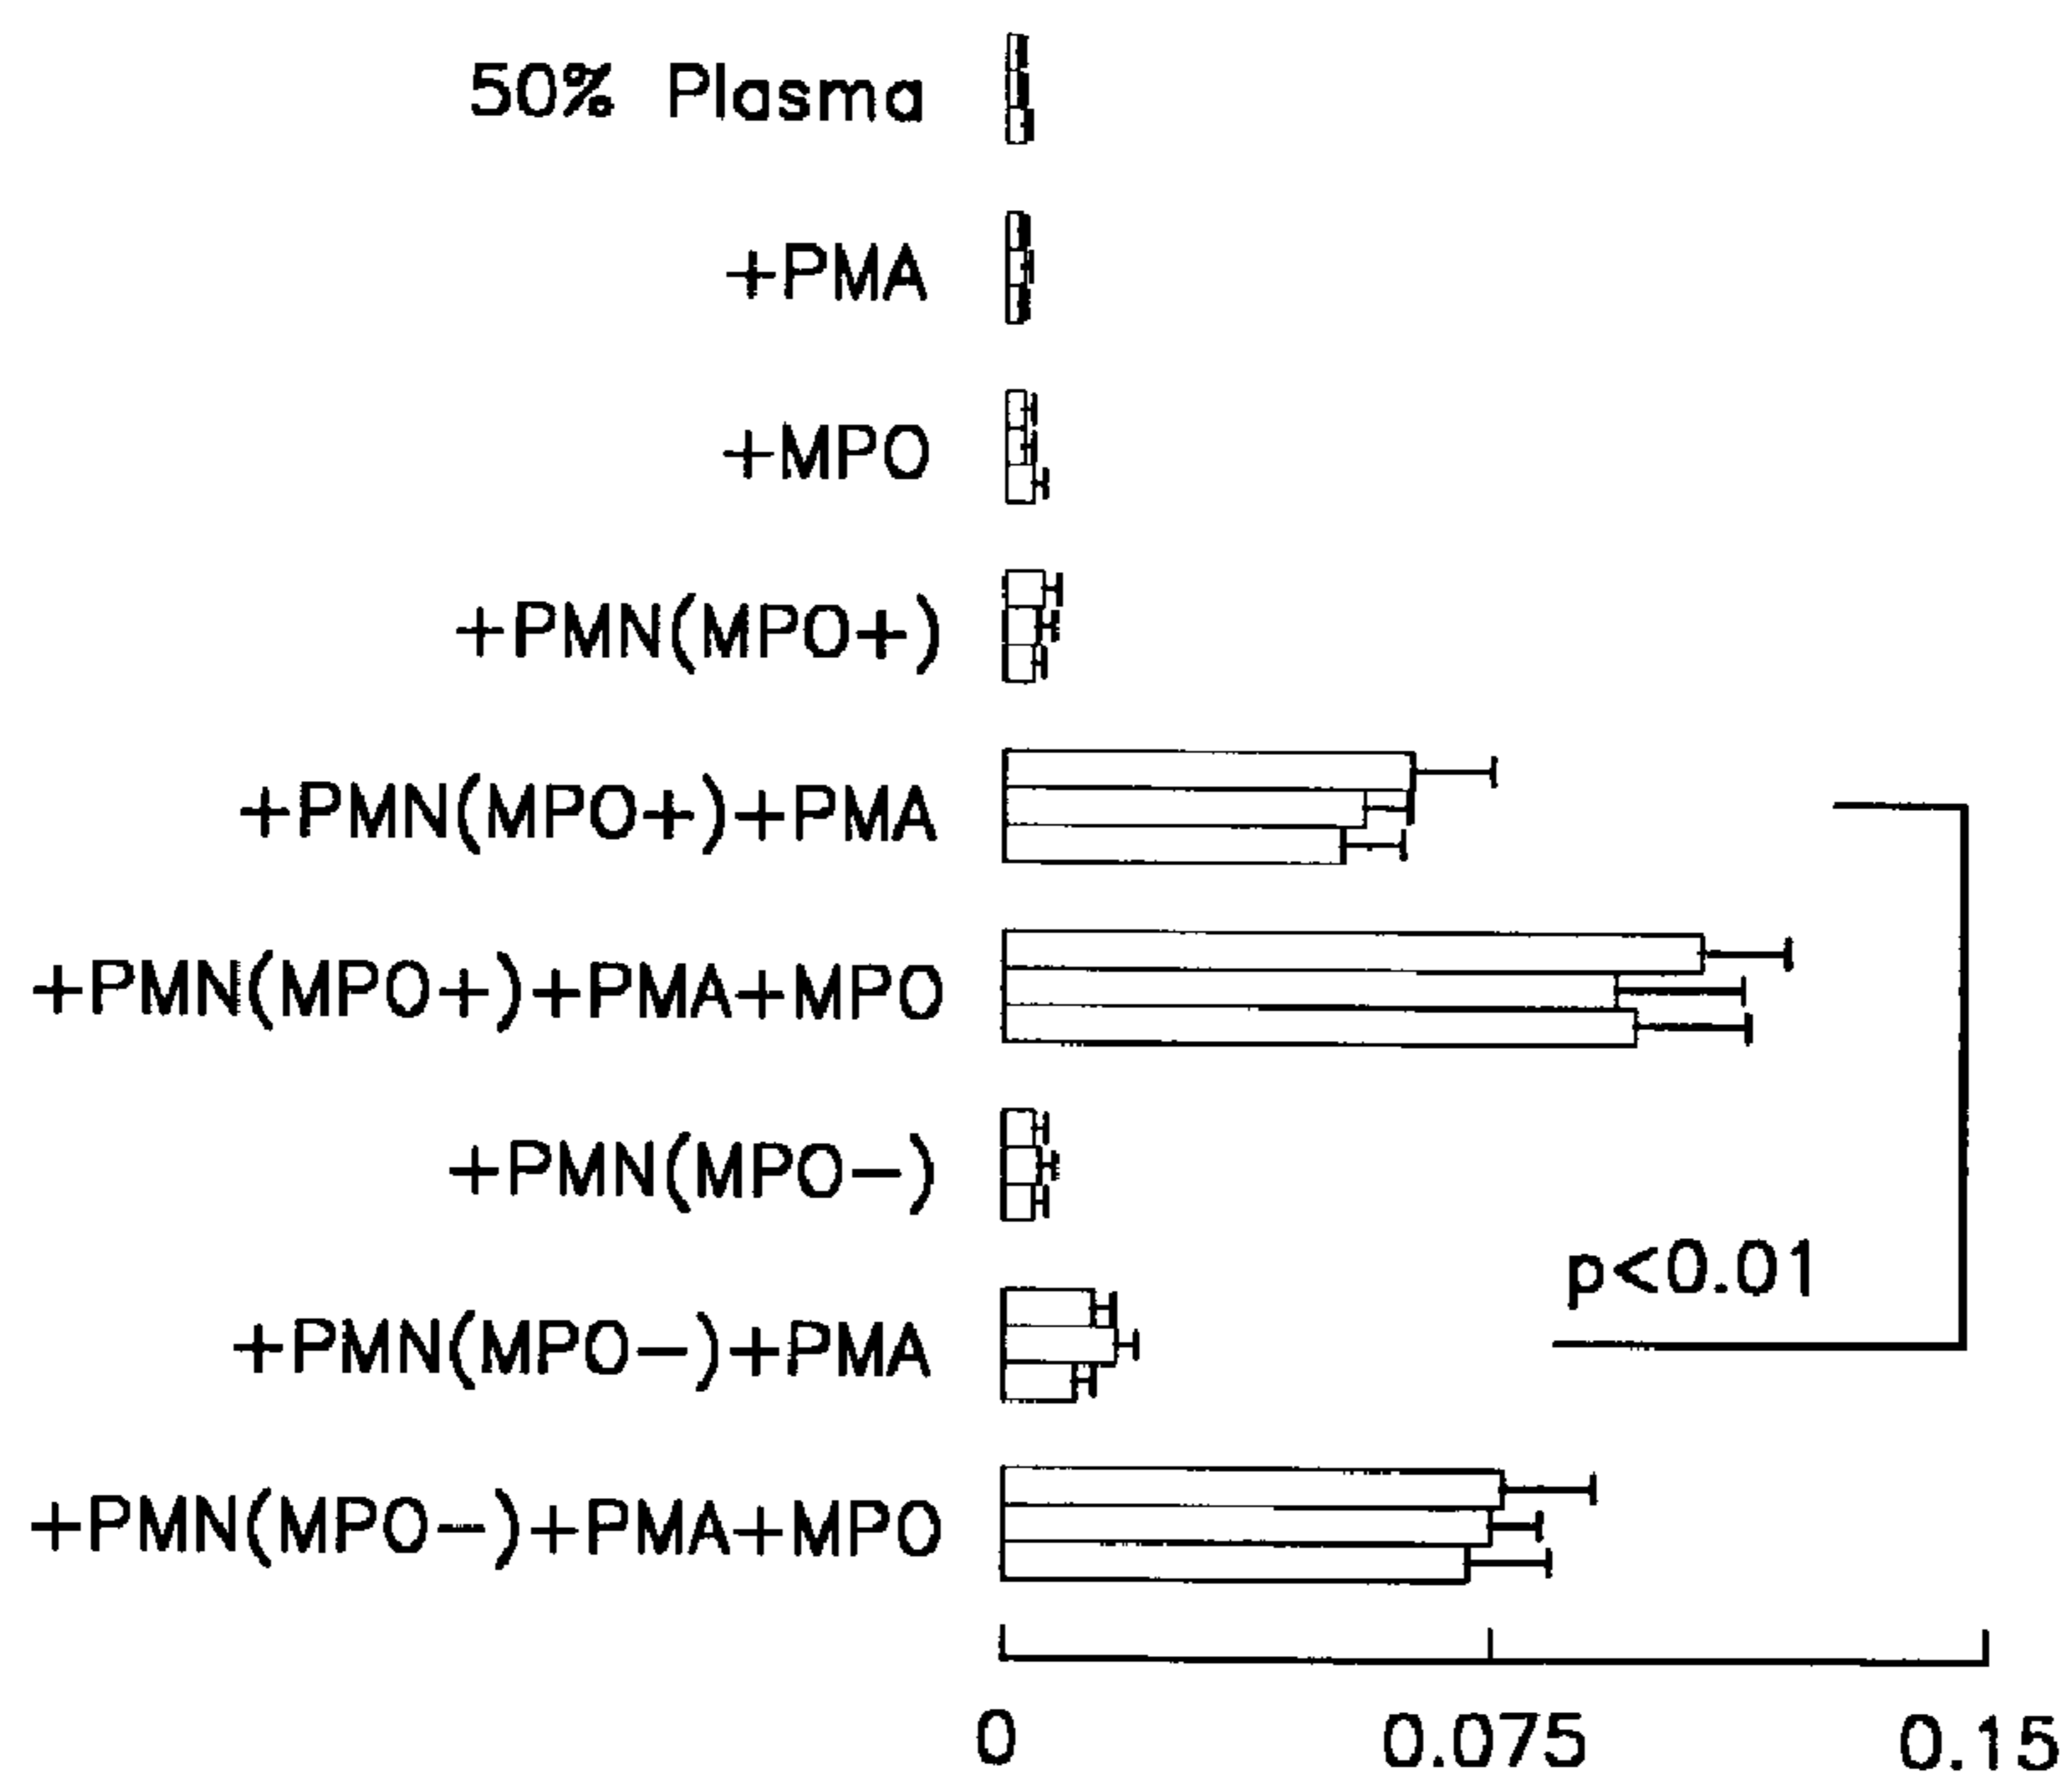 50% Plasma
+PMA
+MPO
+PMN(MPO+)
+PMN(MPO+)+PMA
+PMN(MPO+)+PMA+MPO
+PMN(MPO-)
p<0.01
+PMN(MPO-)+PMA
+PMN(MPO-)+PMA+MPO
0 0.075 0.15